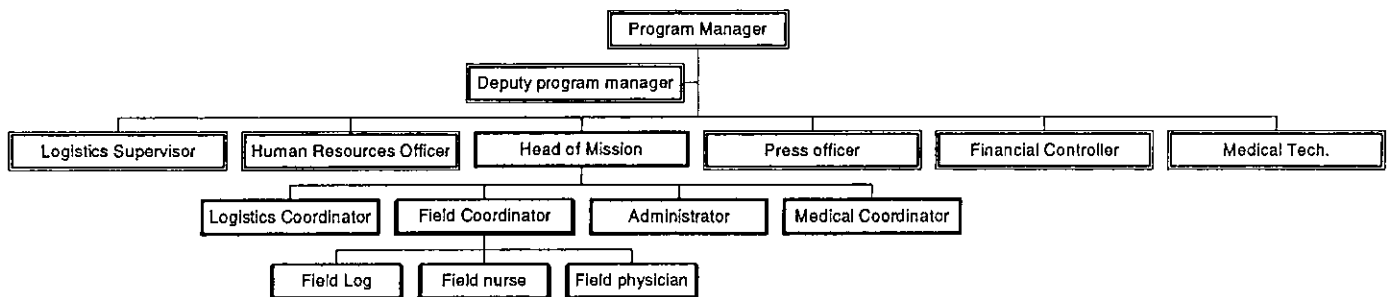 Program Manager
Deputy program manager
Logistics Supervisor
Human Resources Officer
Head of Mission
Press officer
Financial Controller
Medical Tech.
Logistics Coordinator
Field Coordinator
Administrator
Medical Coordinator
Field Log
Field nurse
Field physician